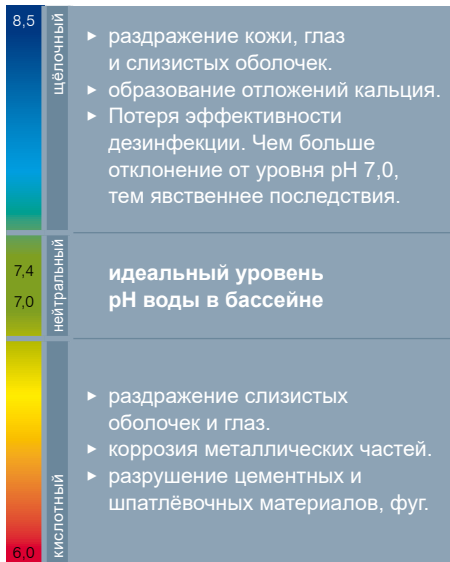 8,5
щёлочный
► раздражение кожи, глаз
и слизистых оболочек.
► образование отложений кальция.
► Потеря эффективности
дезинфекции. Чем больше
отклонение от уровня pH 7,0,
тем явственнее последствия.
7,4
7,0
нейтральный
идеальный уровень
pH воды в бассейне
► раздражение слизистых
оболочек и глаз.
► коррозия металлических частей.
► разрушение цементных и
шпатлёвочных материалов, фуг.
кислотный
6,0